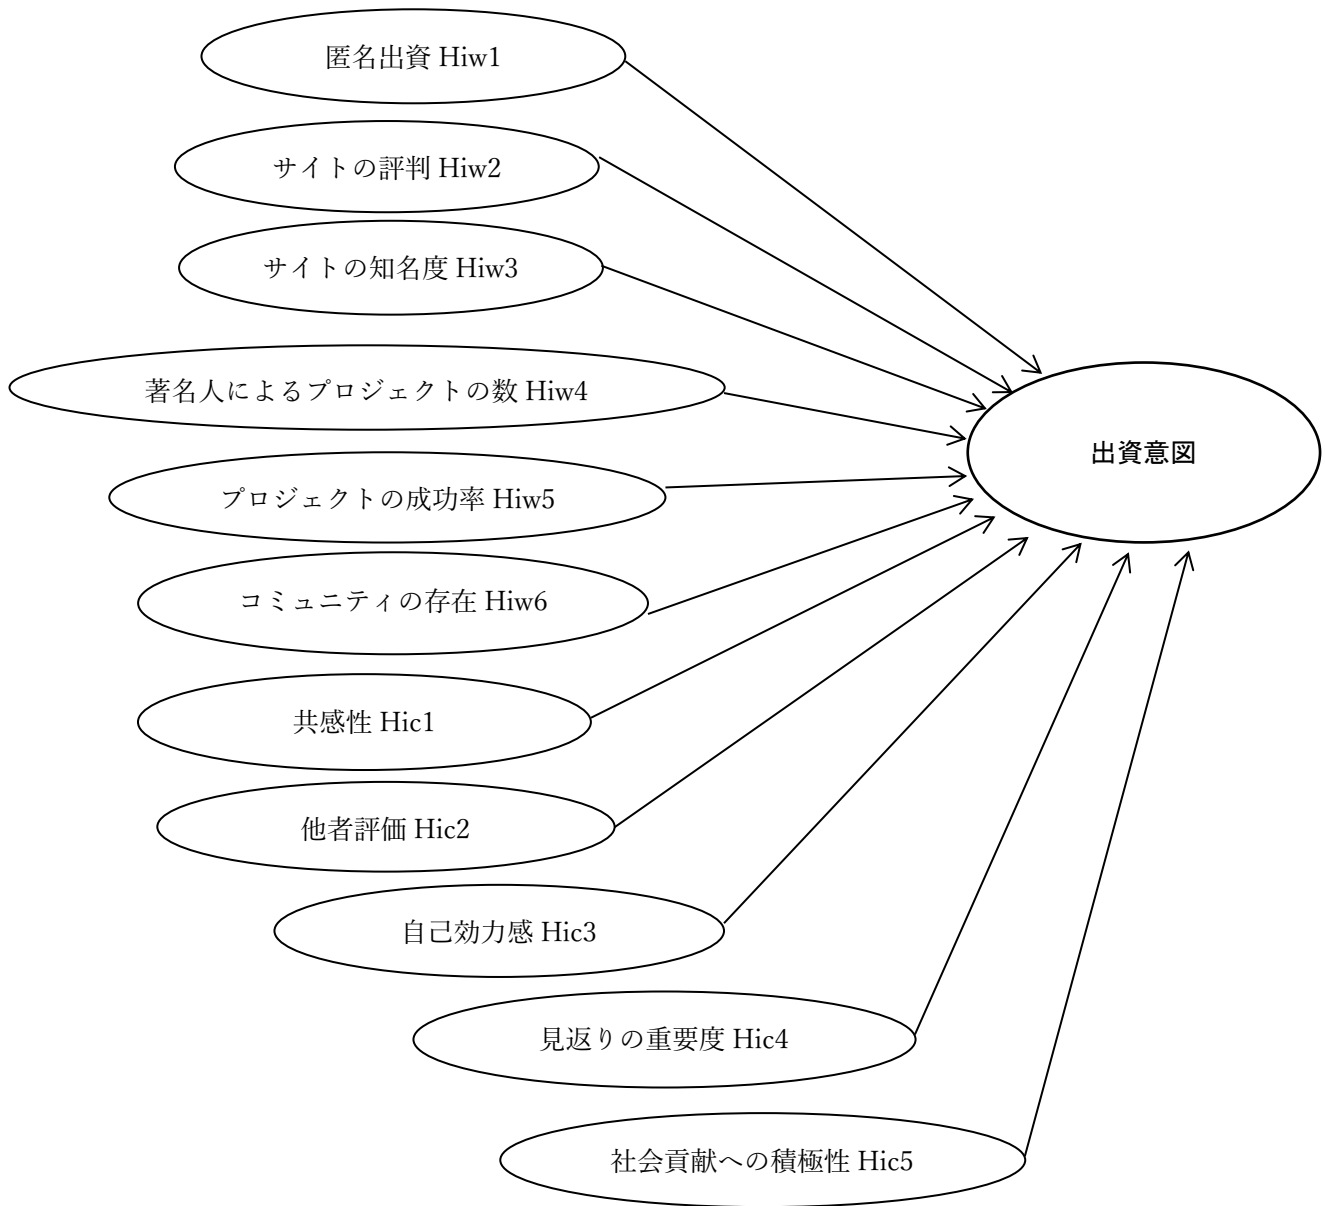 匿名出資 Hiw1
サイトの評判 Hiw2
サイトの知名度 Hiw3
著名人によるプロジェクトの数 Hiw4
プロジェクトの成功率 Hiw5
コミュニティの存在 Hiw6
共感性 Hic1
他者評価 Hic2
自己効力感 Hic3
見返りの重要度 Hic4
社会貢献への積極性 Hic5
出資意図